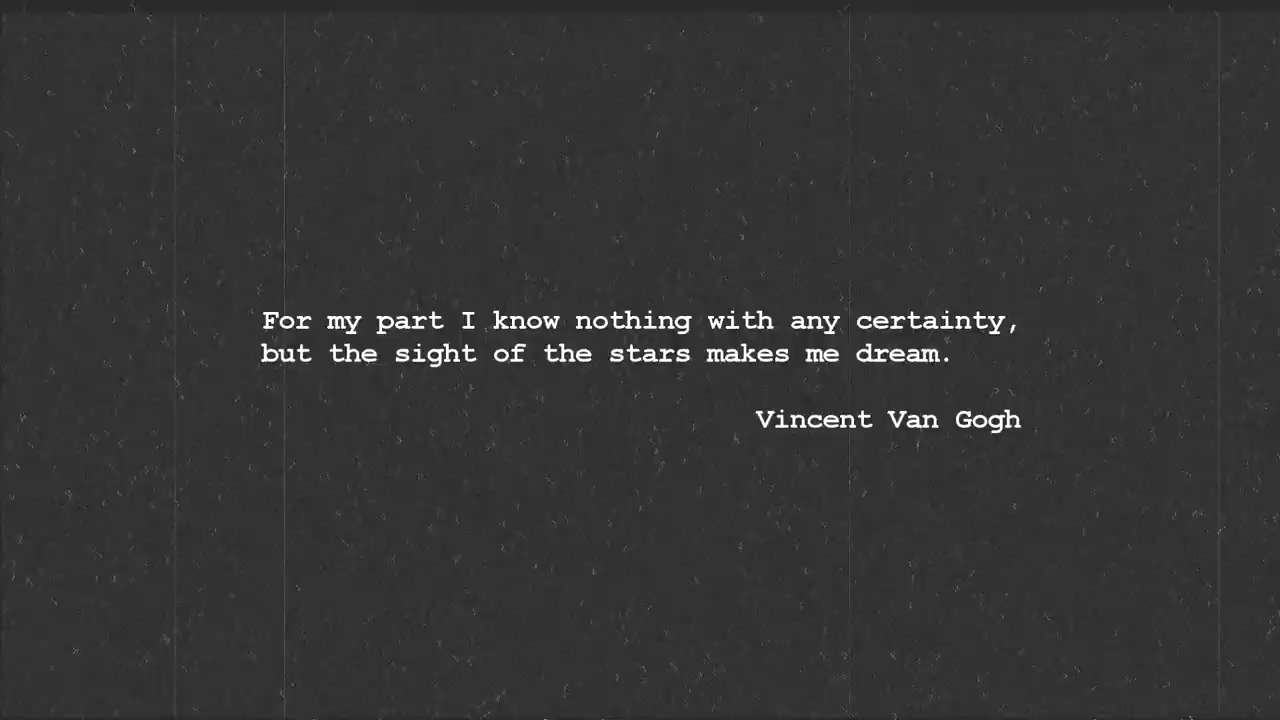 For my part I know nothing with any certainty,
but the sight of the stars makes me dream.
Vincent Van Gogh